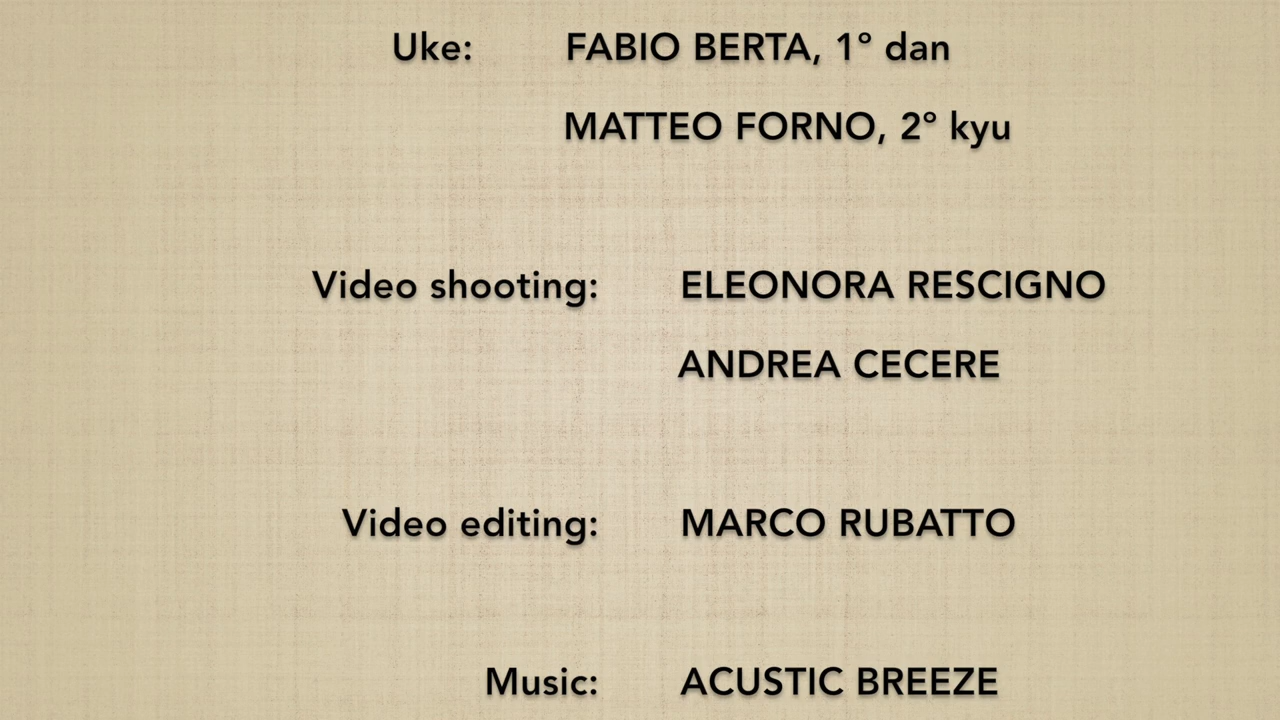 Uke: FABIO BERTA, 1° dan
MATTEO FORNO, 2° kyu
Video shooting: ELEONORA RESCIGNO
ANDREA CECERE
Video editing: MARCO RUBATTO
Music: ACUSTIC BREEZE